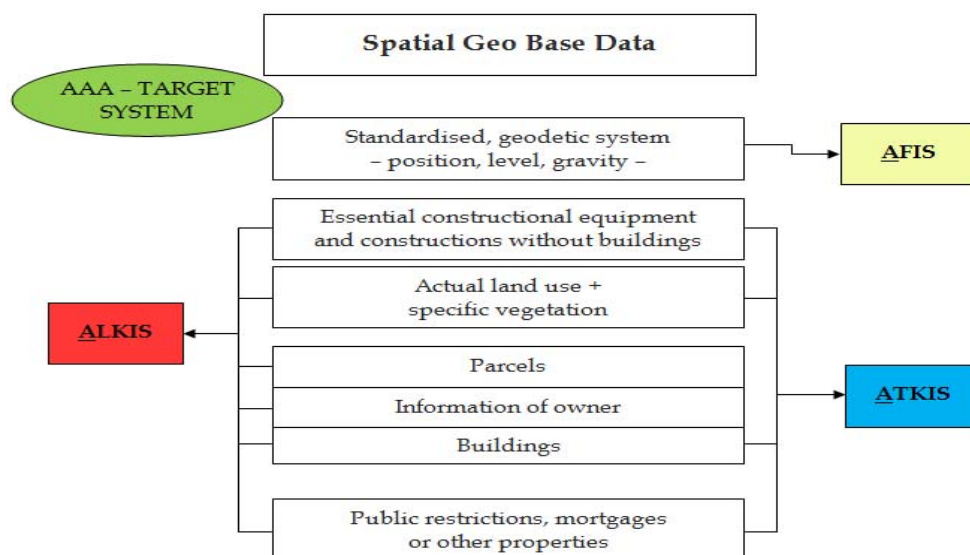 Spatial Geo Base Data
AAA – TARGET
SYSTEM
Standardised, geodetic system
– position, level, gravity –
AFIS
Essential constructional equipment
and constructions without buildings
Actual land use +
specific vegetation
ALKIS
Parcels
ATKIS
Information of owner
Buildings
Public restrictions, mortgages
or other properties